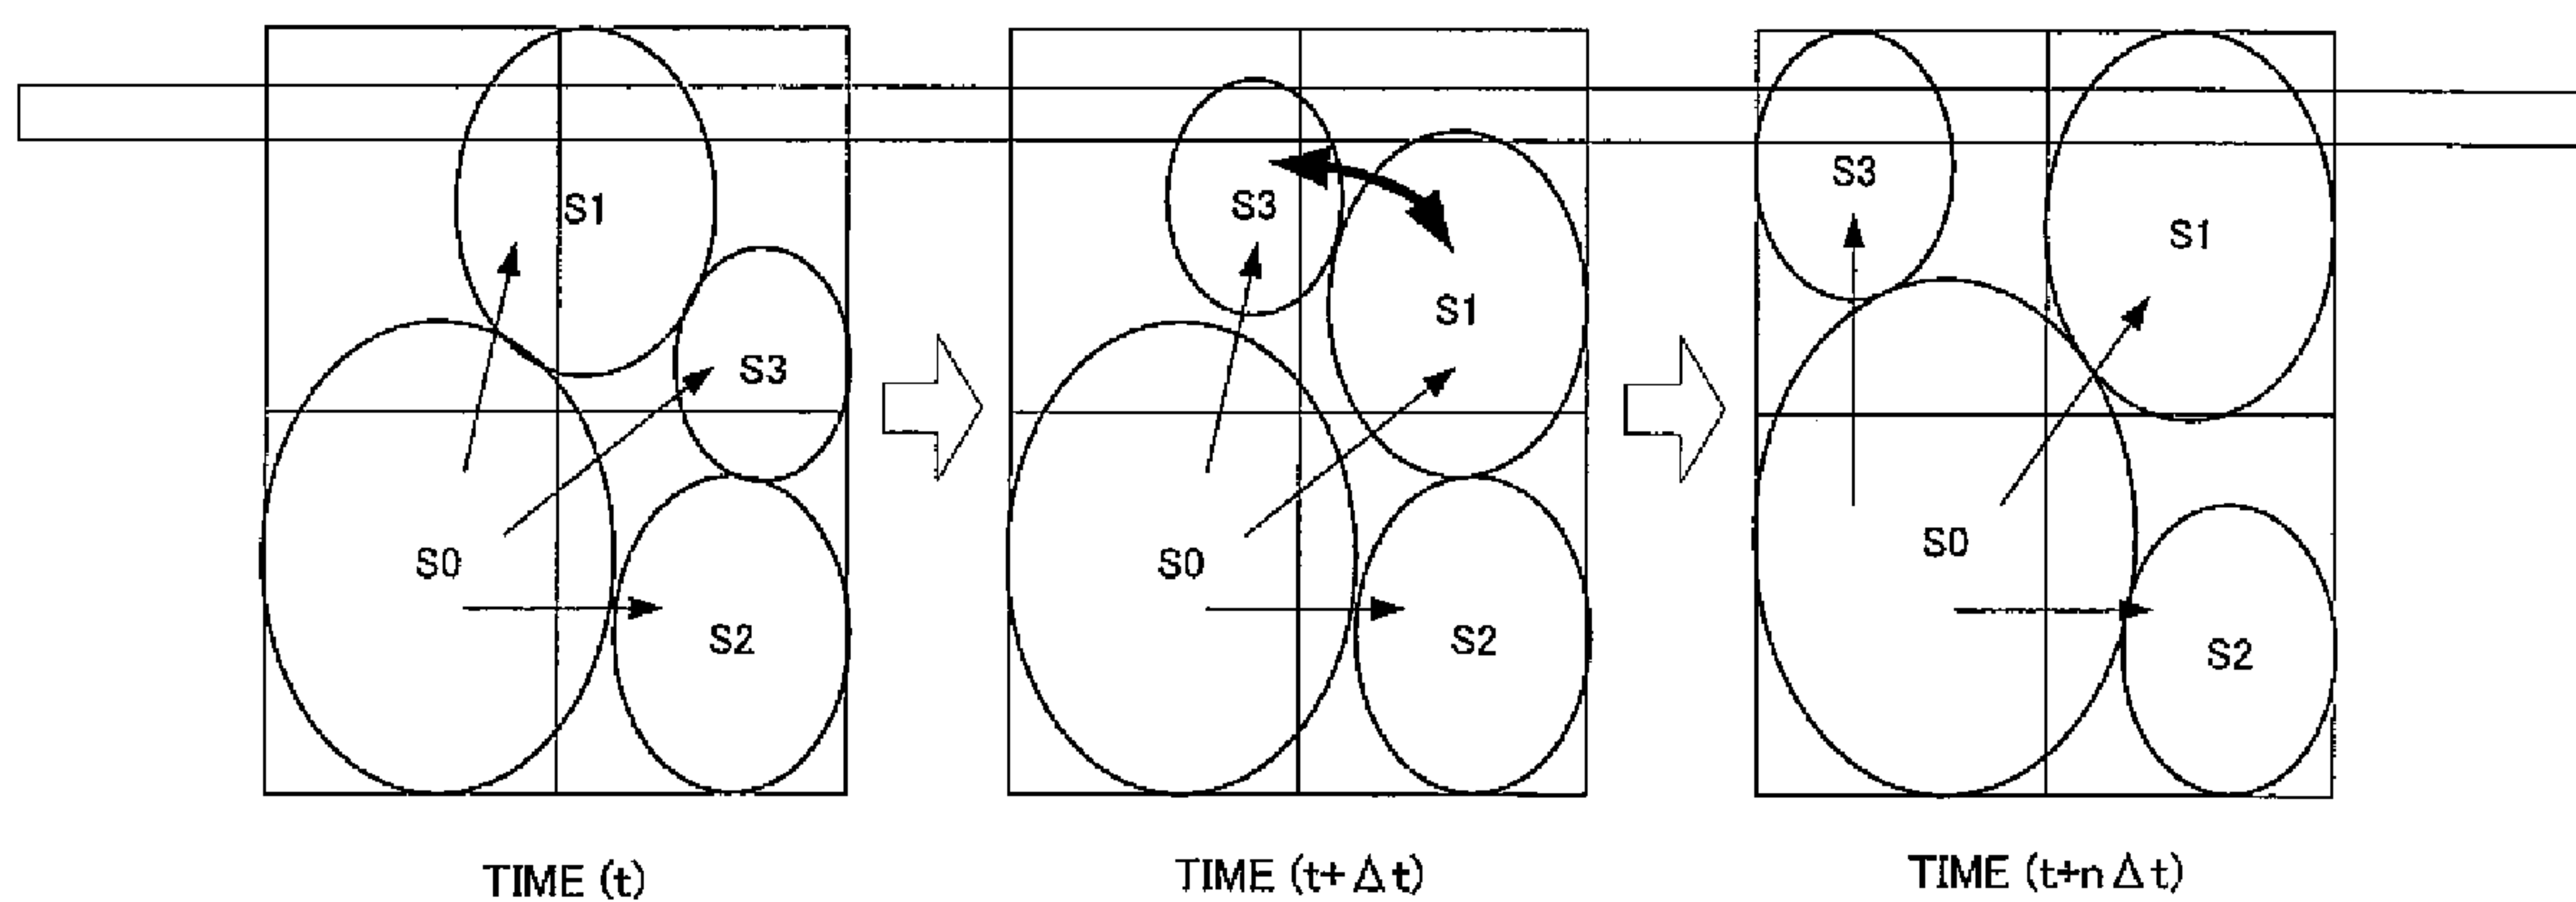 S1
S3
S0
S2
TIME (t)
S3
S1
S0
S2
TIME (t+Δt)
S3
S1
S0
S2
TIME (t+nΔt)